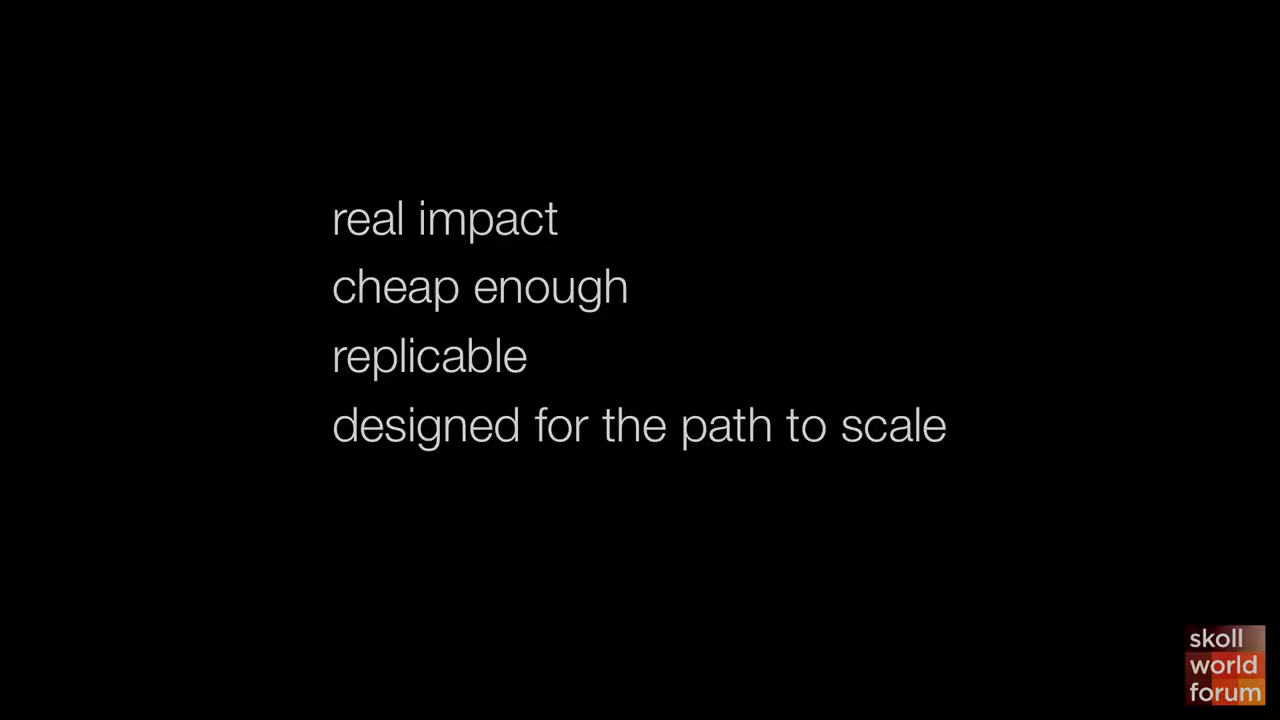 real impact
cheap enough
replicable
designed for the path to scale
skoll
world
forum